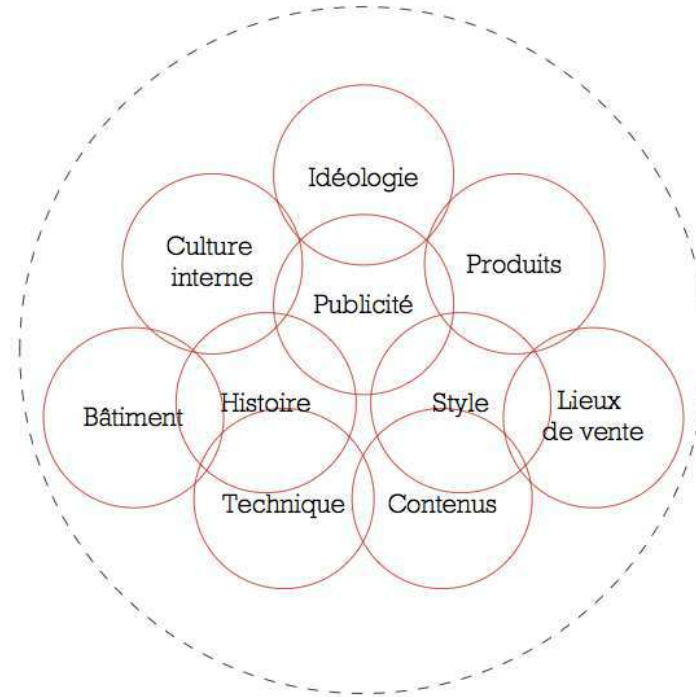 Idéologie
Culture
interne
Produits
Publicité
Bâtiment
Histoire
Style
Lieux
de vente
Technique
Contenus